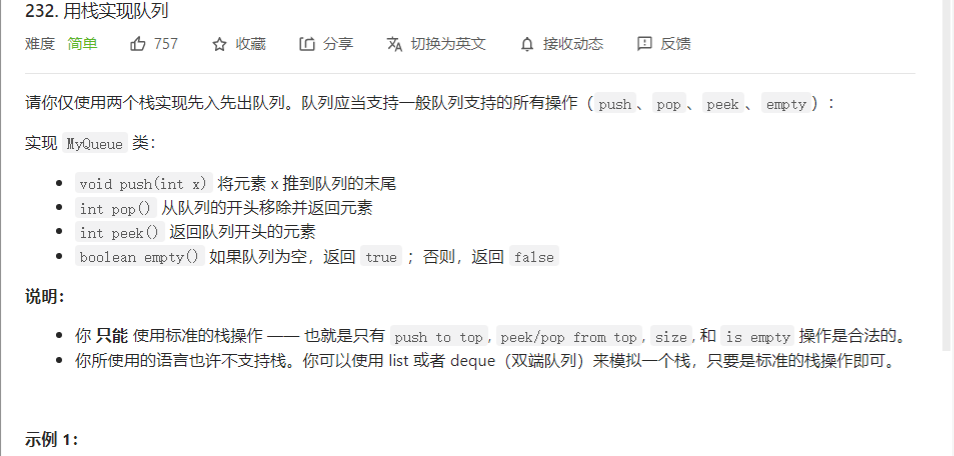 232. 用栈实现队列
难度 简单 757 收藏 分享 切换为英文 接收动态 反馈
请你仅使用两个栈实现先入先出队列。队列应当支持一般队列支持的所有操作（push、pop、peek、empty）：
实现 MyQueue 类：
void push(int x) 将元素 x 推到队列的末尾
int pop() 从队列的开头移除并返回元素
int peek() 返回队列开头的元素
boolean empty() 如果队列为空，返回 true ；否则，返回 false
说明：
你 只能 使用标准的栈操作 —— 也就是只有 push to top, peek/pop from top, size, 和 is empty 操作是合法的。
你所使用的语言也许不支持栈。你可以使用 list 或者 deque（双端队列）来模拟一个栈，只要是标准的栈操作即可。
示例 1：